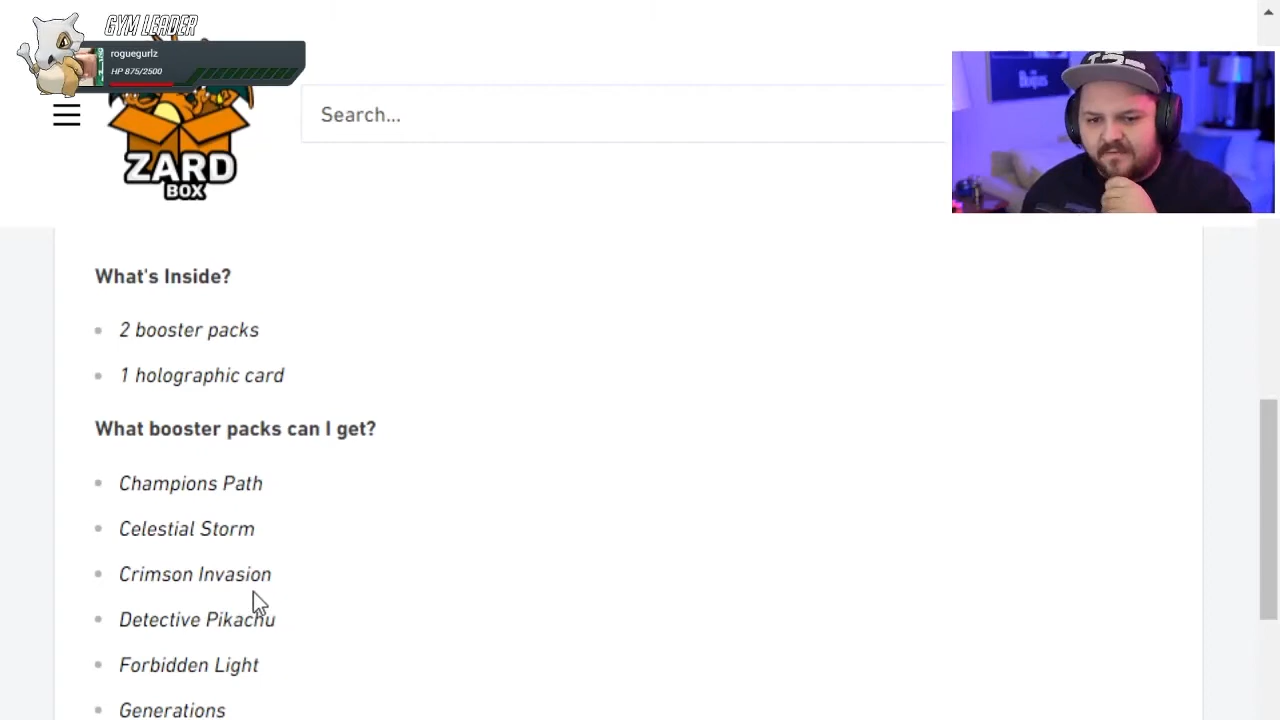 GYM LEADER
roguegurlz
HP 875/2500
ZARD
BOX
Search...
What's Inside?
2 booster packs
1 holographic card
What booster packs can I get?
Champions Path
Celestial Storm
Crimson Invasion
Detective Pikachu
Forbidden Light
Generations